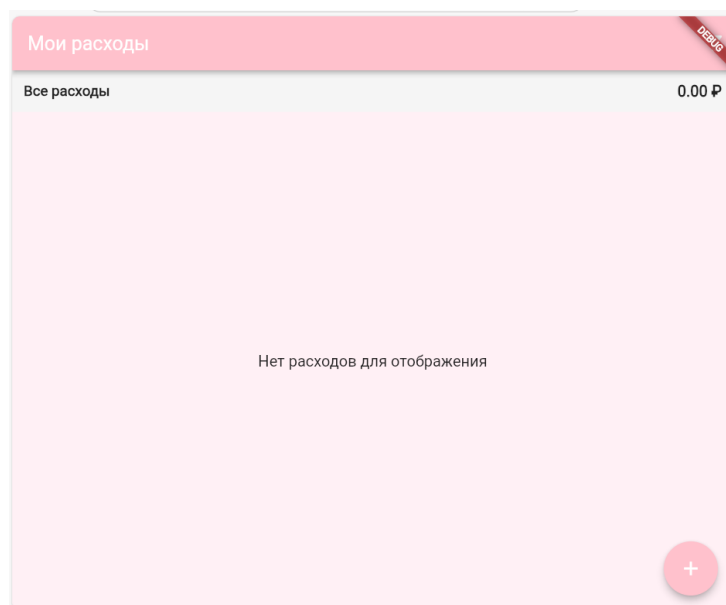 Мои расходы
DEBUG
Все расходы 0.00 ₽
Нет расходов для отображения
+